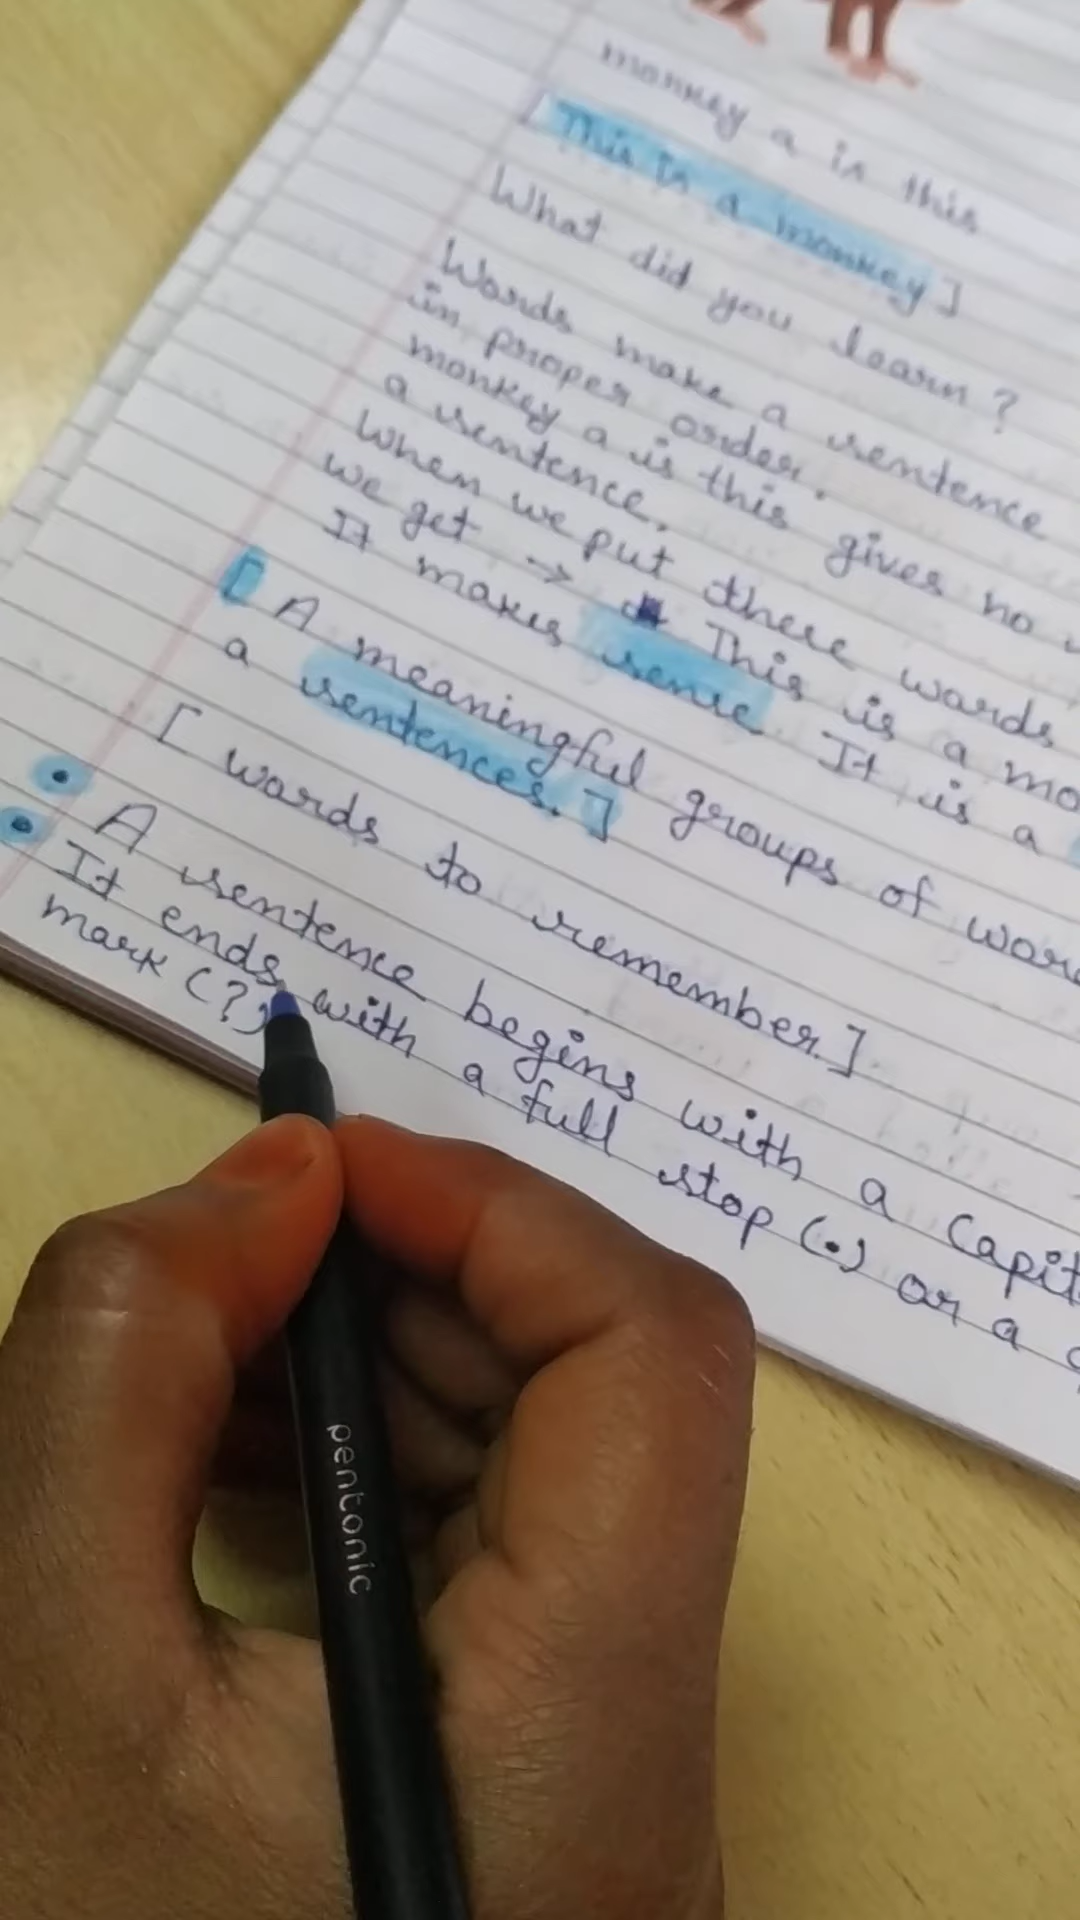 monkey a is this
[This is a monkey]
What did you learn?
Words make a sentence
in proper order.
monkey a is this gives no
a sentence.
When we put these words
we get → This is a mo
It makes sense. It is a
[A meaningful groups of wor
a sentences.]
[words to remember.]
• A sentence begins with a Capit
• It ends with a full stop (.) or a
mark (?)
pentonic